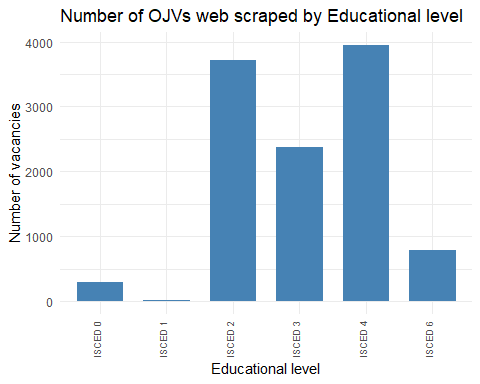 Number of OJVs web scraped by Educational level
Number of vacancies
4000
3000
2000
1000
0
ISCED 0
ISCED 1
ISCED 2
ISCED 3
ISCED 4
ISCED 6
Educational level